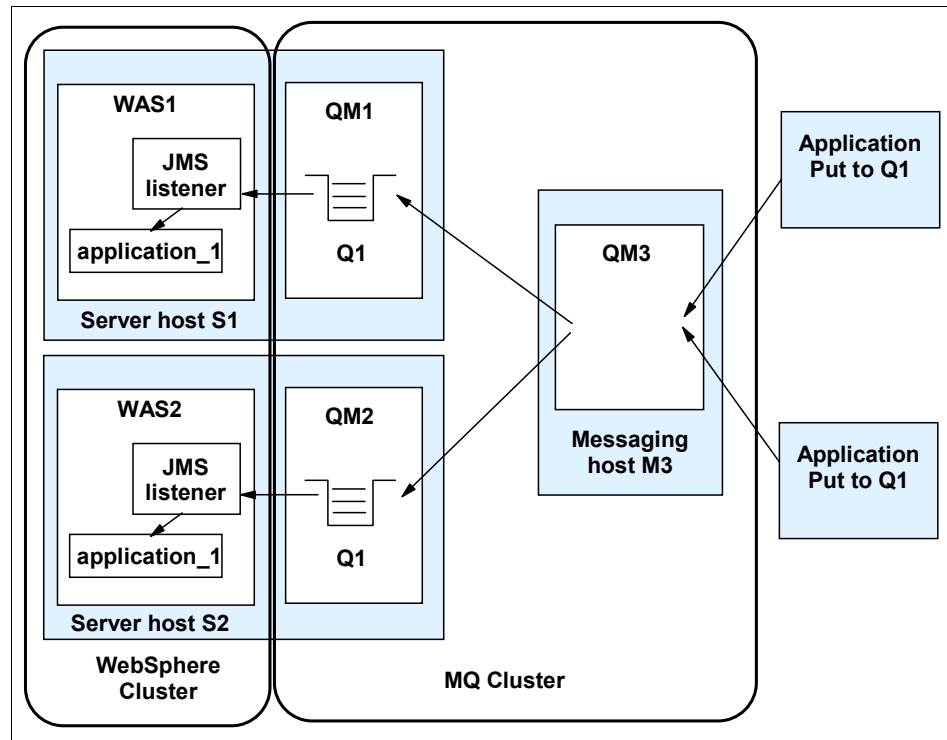 WAS1
JMS
listener
application_1
Server host S1
QM1
Q1
WAS2
JMS
listener
application_1
Server host S2
QM2
Q1
WebSphere
Cluster
QM3
Messaging
host M3
MQ Cluster
Application
Put to Q1
Application
Put to Q1